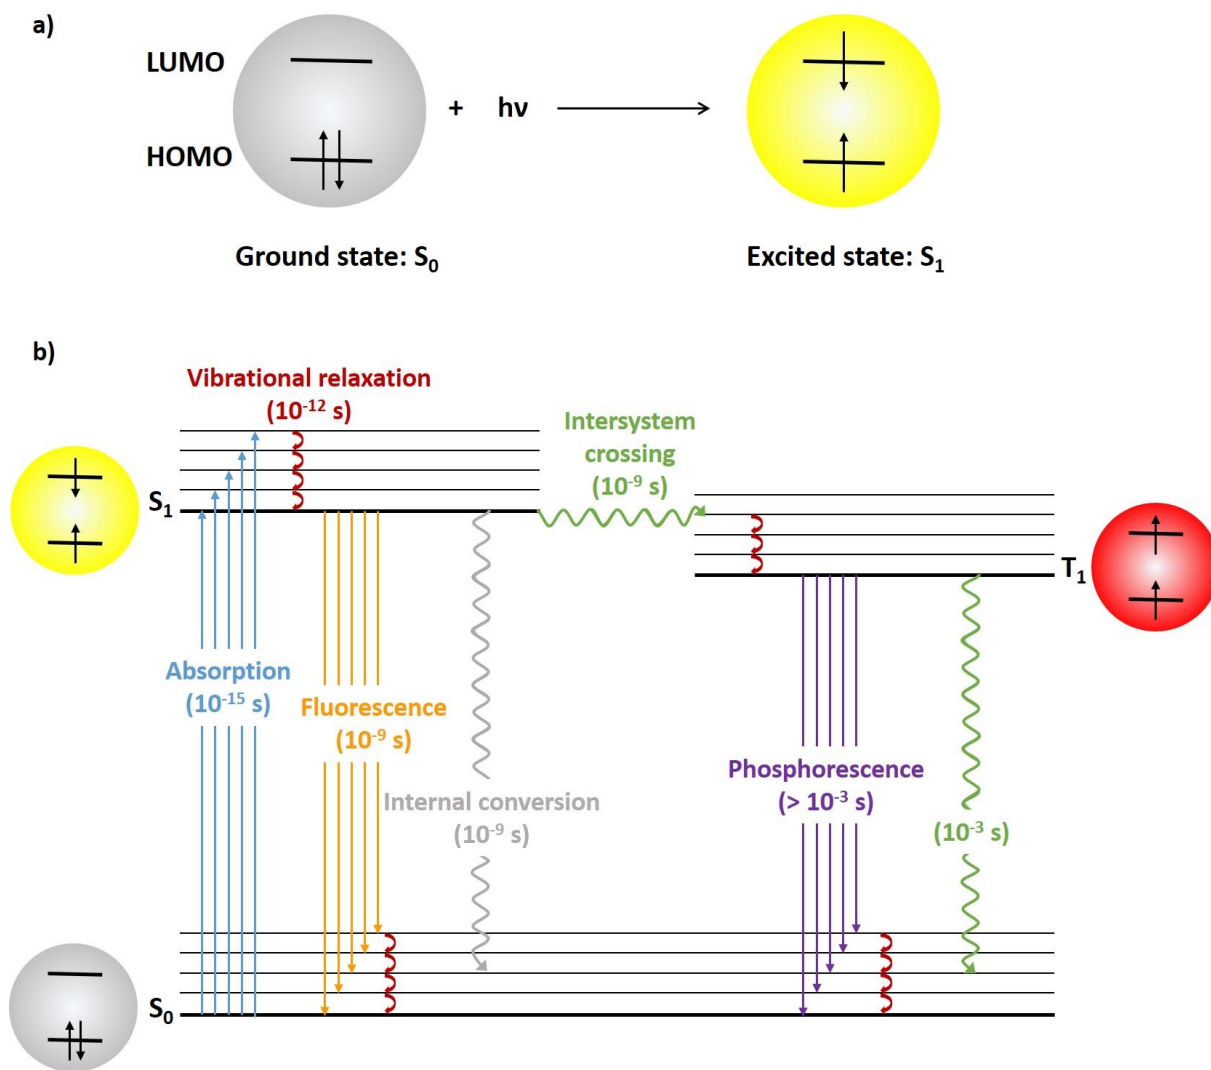 a)
LUMO
HOMO
+ hν
Ground state: S₀
Excited state: S₁
b)
Vibrational relaxation
(10⁻¹² s)
Intersystem
crossing
(10⁻⁹ s)
S₁
T₁
Absorption
(10⁻¹⁵ s)
Fluorescence
(10⁻⁹ s)
Internal conversion
(10⁻⁹ s)
Phosphorescence
(> 10⁻³ s)
(10⁻³ s)
S₀